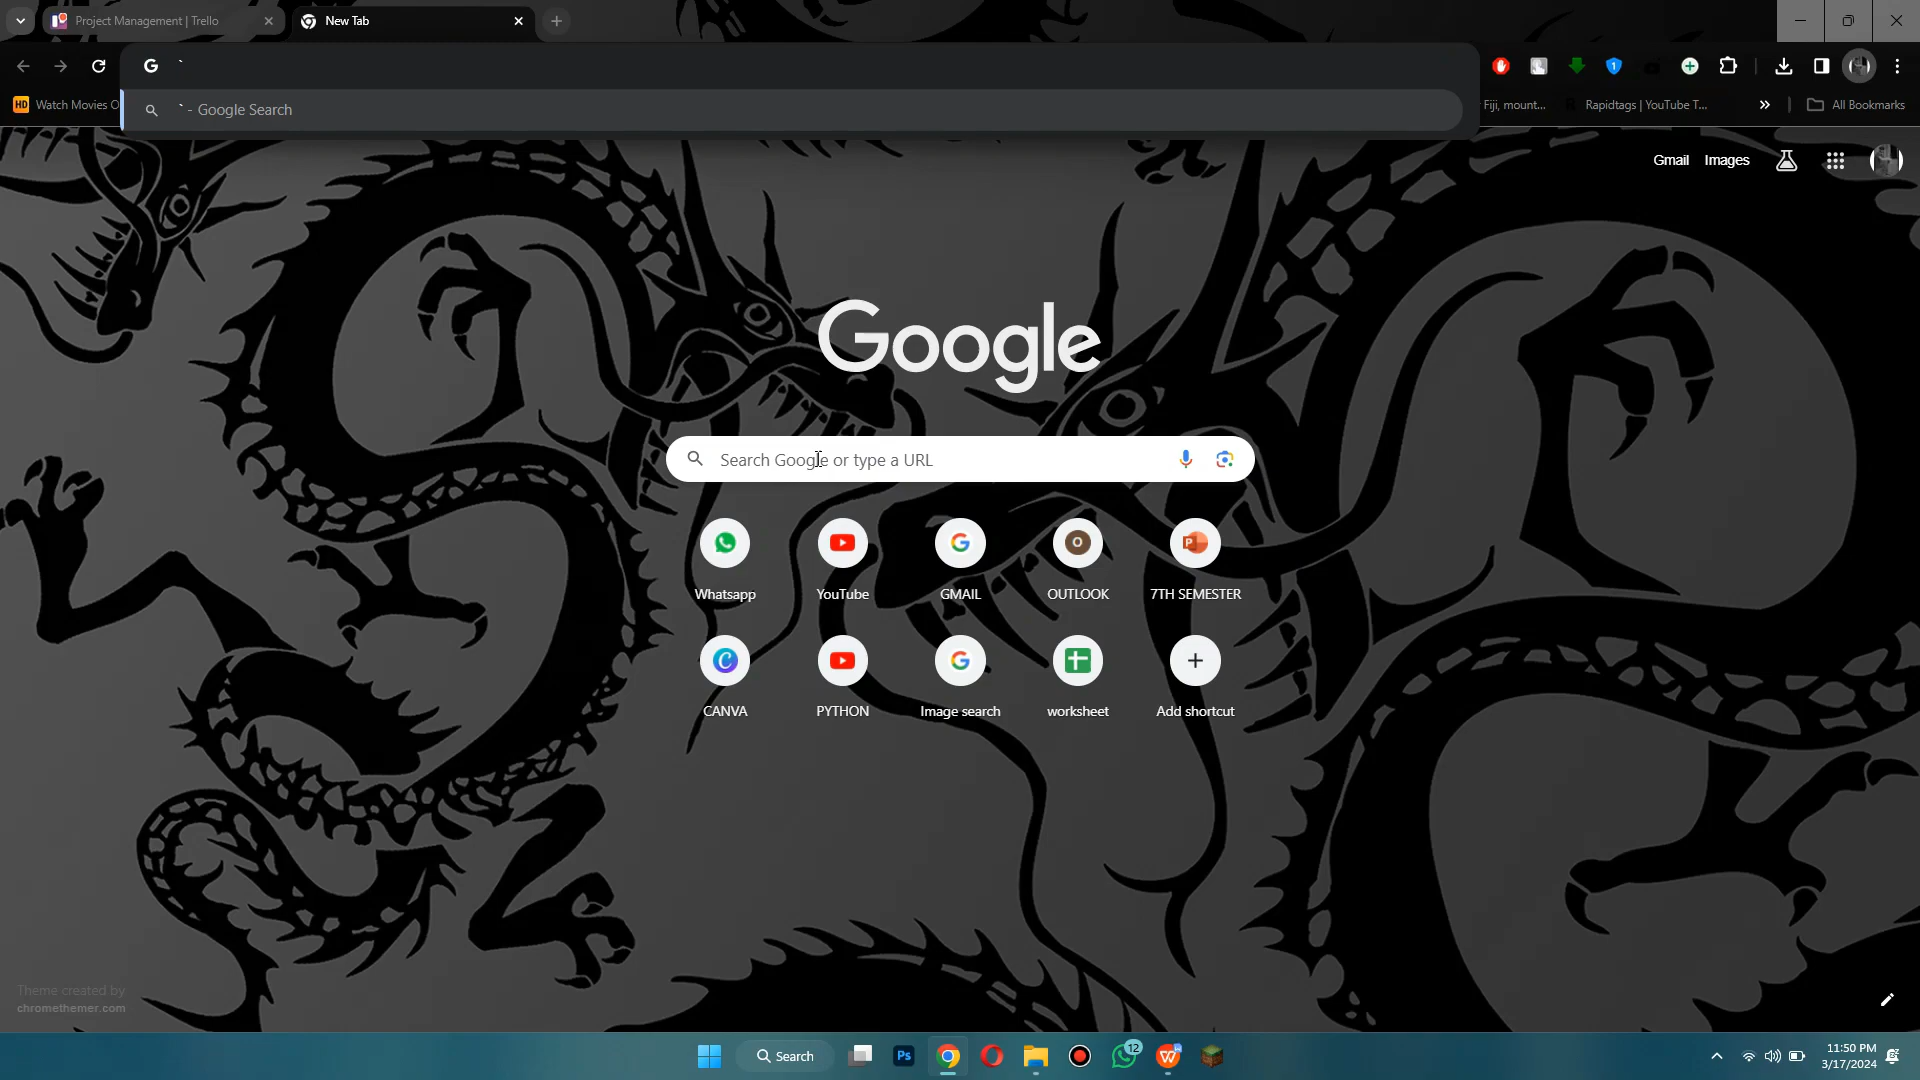 Project Management | Trello
New Tab
`
` - Google Search
HD Watch Movies O
Fiji, mount...
Rapidtags | YouTube T...
All Bookmarks
Gmail
Images
Google
Search Google or type a URL
Whatsapp
YouTube
GMAIL
OUTLOOK
7TH SEMESTER
CANVA
PYTHON
Image search
worksheet
Add shortcut
Theme created by
chromethemer.com
Search
12
11:50 PM
3/17/2024